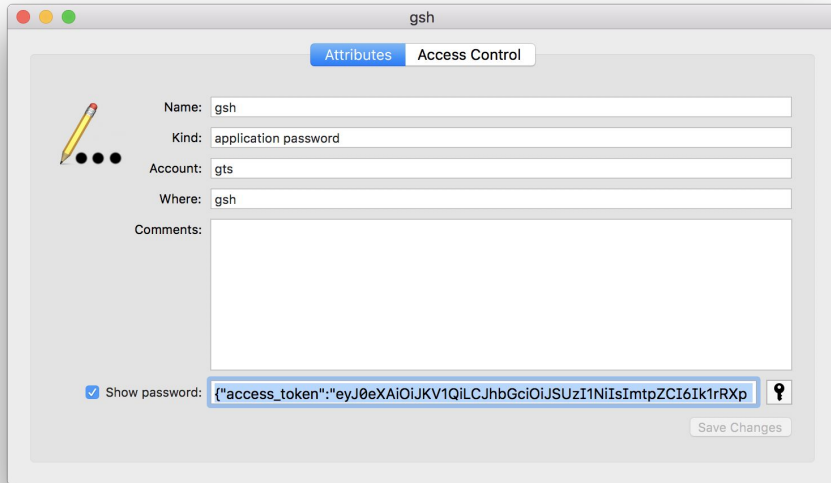 gsh
Attributes Access Control
Name: gsh
Kind: application password
Account: gts
Where: gsh
Comments:
Show password: {"access_token":"eyJ0eXAiOiJKV1QiLCJhbGciOiJSUzI1NiIsImtpZCI6Ik1rRXp
Save Changes